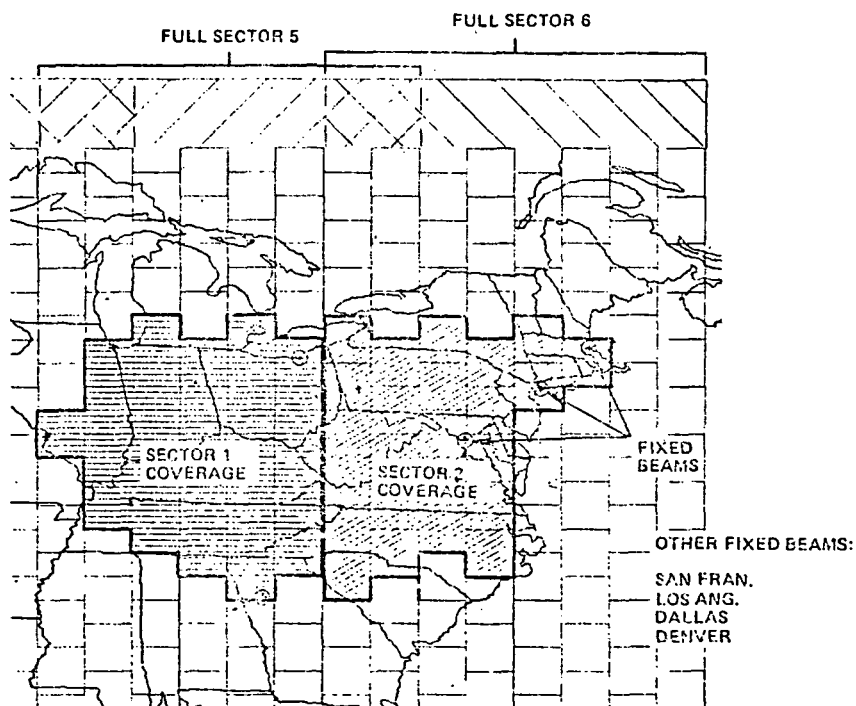 FULL SECTOR 5
FULL SECTOR 6
SECTOR 1
COVERAGE
SECTOR 2
COVERAGE
FIXED
BEAMS
OTHER FIXED BEAMS:
SAN FRAN.
LOS ANG.
DALLAS
DENVER